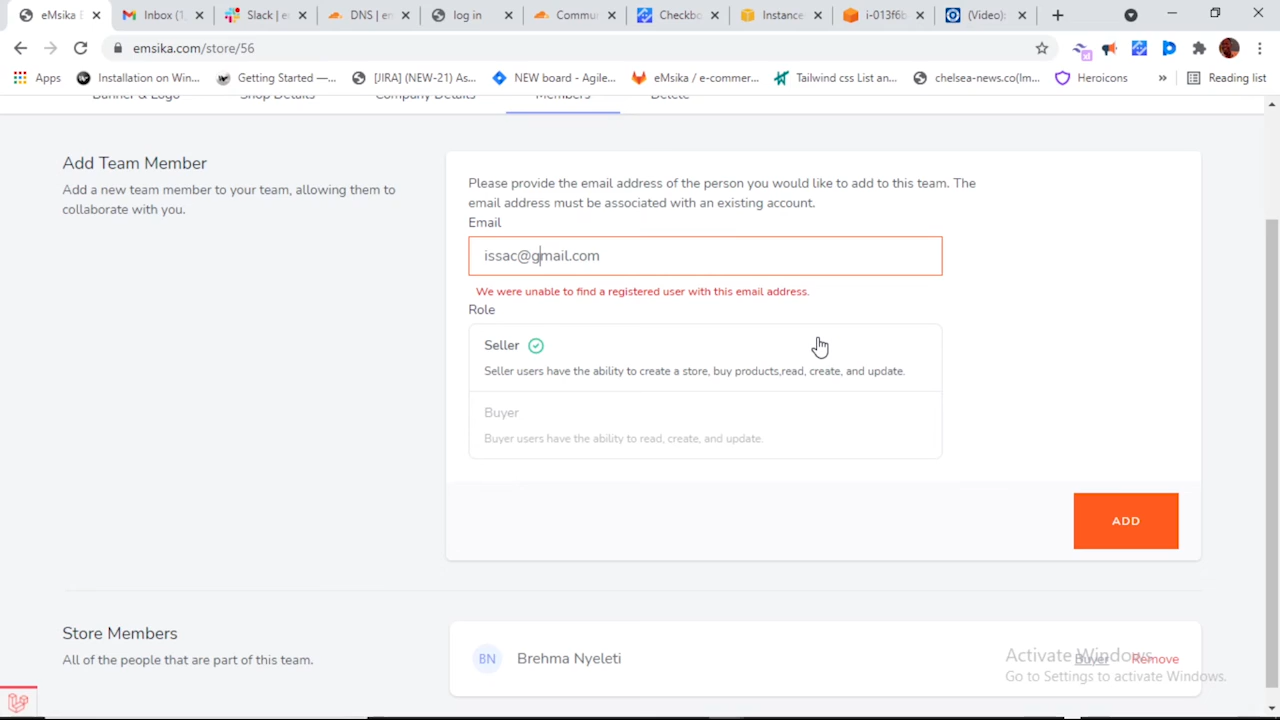 eMsika E
Inbox (1
Slack | e
DNS | en
log in
Commu
Checkbo
Instance
i-013f6b
(Video):
emsika.com/store/56
Apps
Installation on Win...
Getting Started —...
[JIRA] (NEW-21) As...
NEW board - Agile...
eMsika / e-commer...
Tailwind css List an...
chelsea-news.co(Im...
Heroicons
»
Reading list
Banner & Logo
Shop Details
Company Details
Members
Delete
Add Team Member
Add a new team member to your team, allowing them to
collaborate with you.
Please provide the email address of the person you would like to add to this team. The
email address must be associated with an existing account.
Email
issac@gmail.com
We were unable to find a registered user with this email address.
Role
Seller
Seller users have the ability to create a store, buy products,read, create, and update.
Buyer
Buyer users have the ability to read, create, and update.
ADD
Store Members
All of the people that are part of this team.
BN
Brehma Nyeleti
Buyer
Remove
Activate Windows
Go to Settings to activate Windows.